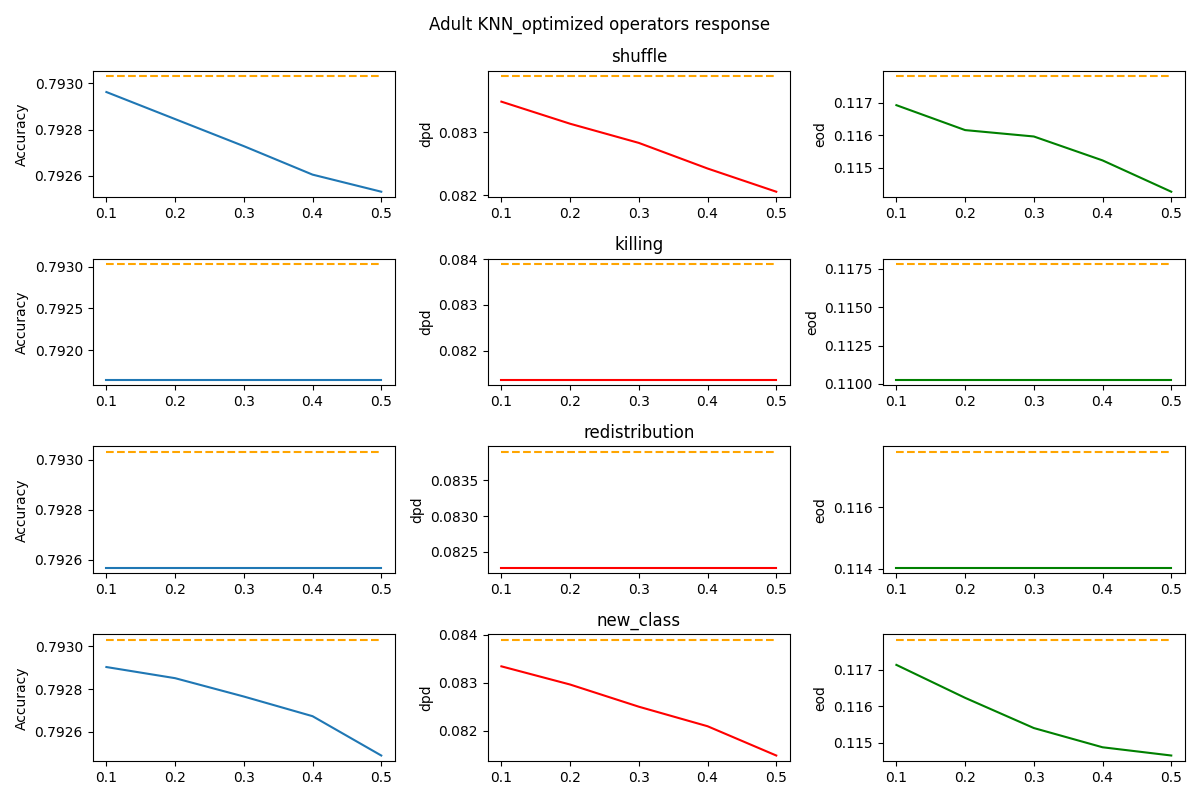 Adult KNN_optimized operators response
shuffle
Accuracy
0.7930
0.7928
0.7926
0.1 0.2 0.3 0.4 0.5
dpd
0.083
0.082
0.1 0.2 0.3 0.4 0.5
eod
0.117
0.116
0.115
0.1 0.2 0.3 0.4 0.5
killing
Accuracy
0.7930
0.7925
0.7920
0.1 0.2 0.3 0.4 0.5
dpd
0.084
0.083
0.082
0.1 0.2 0.3 0.4 0.5
eod
0.1175
0.1150
0.1125
0.1100
0.1 0.2 0.3 0.4 0.5
redistribution
Accuracy
0.7930
0.7928
0.7926
0.1 0.2 0.3 0.4 0.5
dpd
0.0835
0.0830
0.0825
0.1 0.2 0.3 0.4 0.5
eod
0.116
0.114
0.1 0.2 0.3 0.4 0.5
new_class
Accuracy
0.7930
0.7928
0.7926
0.1 0.2 0.3 0.4 0.5
dpd
0.084
0.083
0.082
0.1 0.2 0.3 0.4 0.5
eod
0.117
0.116
0.115
0.1 0.2 0.3 0.4 0.5